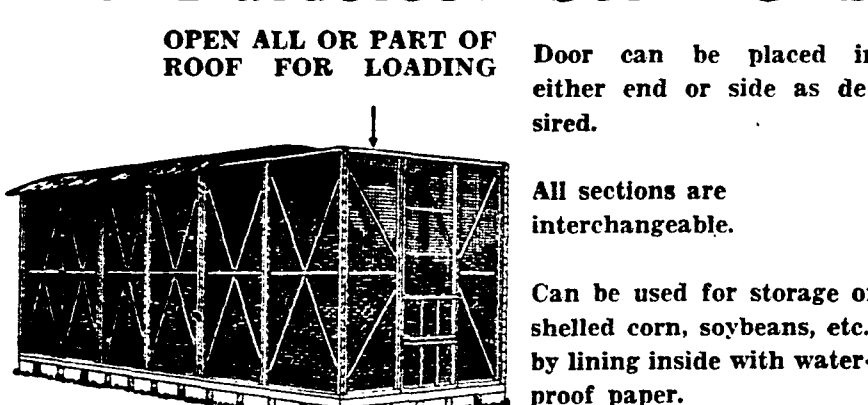 OPEN ALL OR PART OF
ROOF FOR LOADING
Door can be placed
either end or side as de
sired.
All sections are
interchangeable.
Can be used for storage
shelled corn, soybeans, etc.
by lining inside with water-
proof paper.